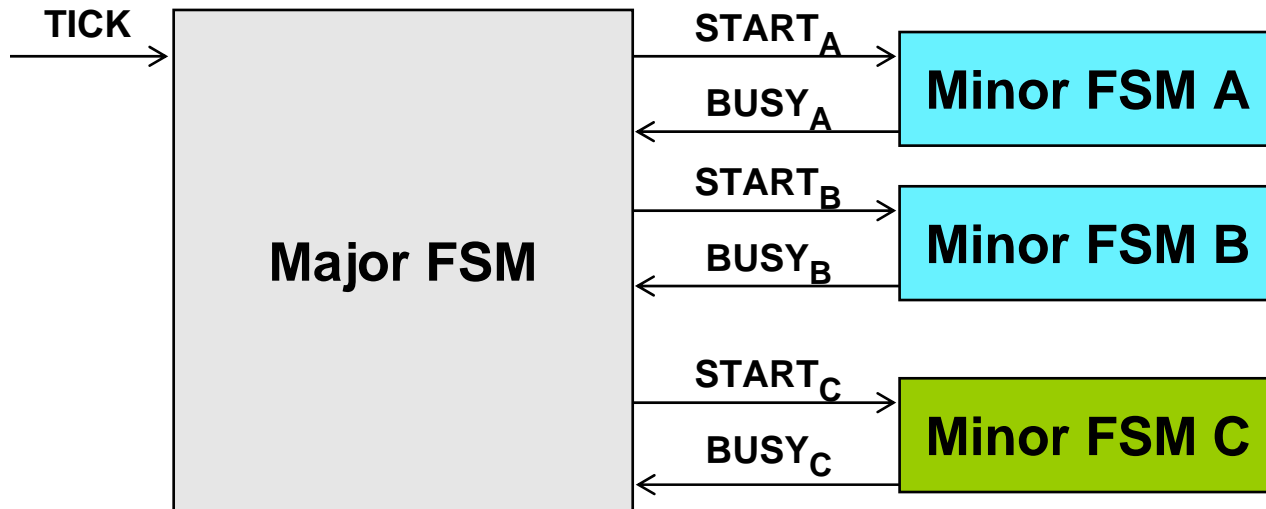 TICK
START_A
Minor FSM A
BUSY_A
START_B
Major FSM
Minor FSM B
BUSY_B
START_C
Minor FSM C
BUSY_C